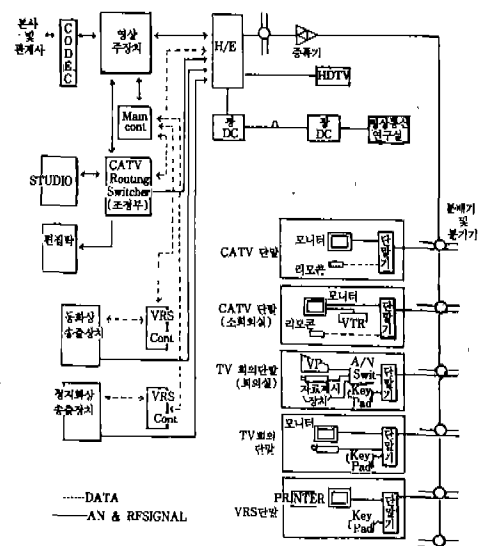 본사
및
관계사
CODEC
영상
주장치
H/E
증폭기
HDTV
Main
cont
광
DC
광
DC
영상통신
연구실
STUDIO
CATV
Routing
Switcher
(조정부)
편집탁
분배기
및
분기기
CATV 단말
모니터
리모콘
단말기
CATV 단말
(소회의실)
모니터
VTR
리모콘
단말기
동화상
송출장치
VRS
Cont
TV 회의단말
(회의실)
VP
A/V
Swit
자료제시
장치
Key
Pad
단말기
정지화상
송출장치
VRS
Cont
TV회의
단말
모니터
Key
Pad
단말기
VRS단말
PRINTER
Key
Pad
단말기
DATA
AN & RFSIGNAL